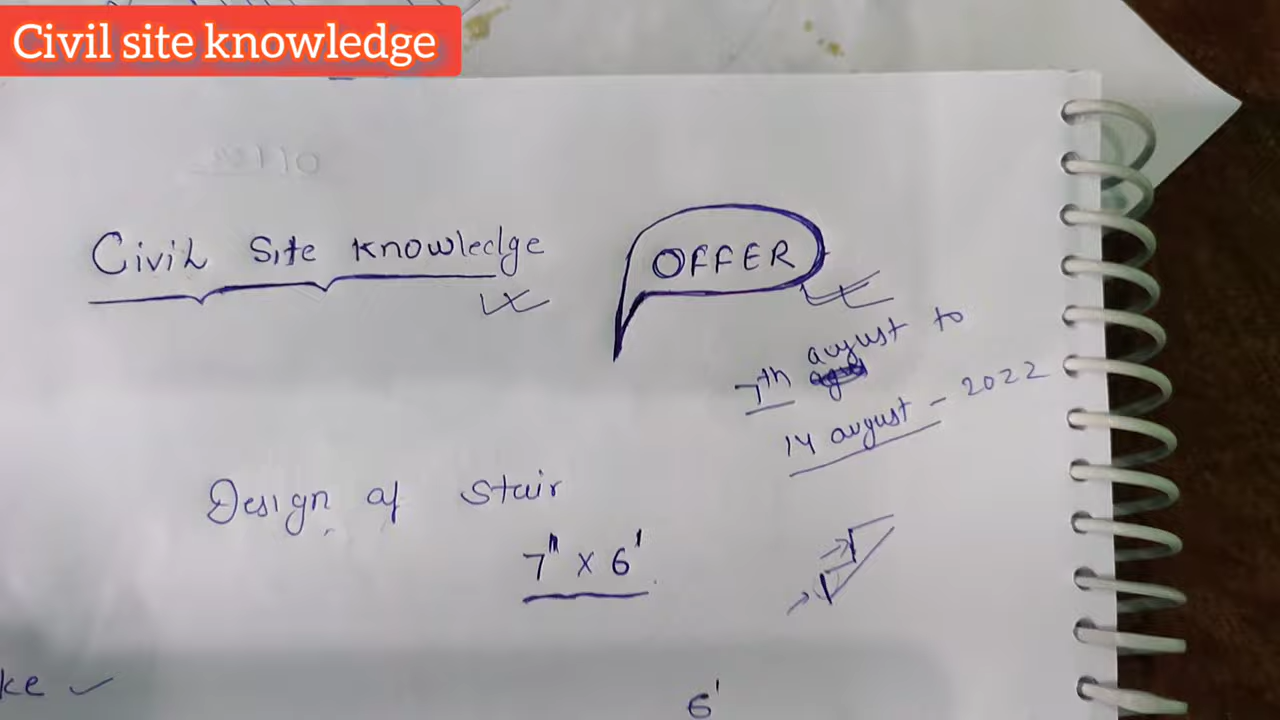 Civil site knowledge
Civil Site Knowledge
OFFER
7th august to
14 august - 2022
Design of Stair
7" x 6'
ke
6'